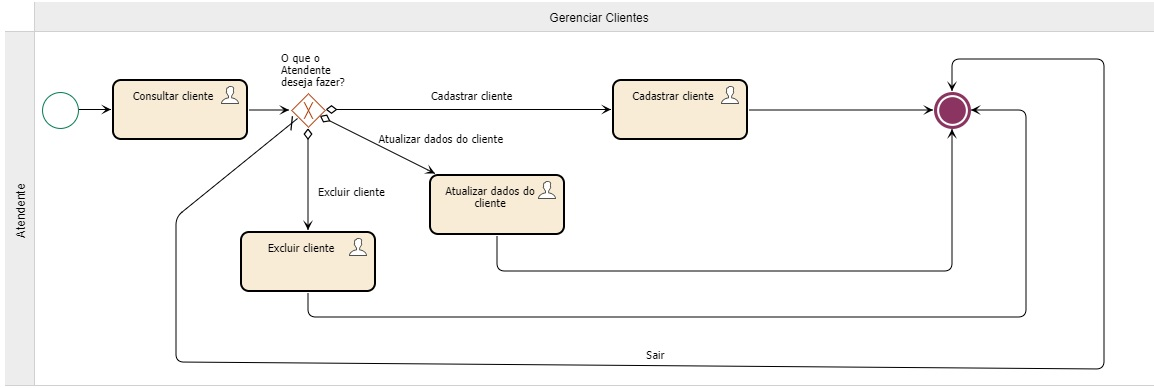 Gerenciar Clientes
Atendente
O que o
Atendente
deseja fazer?
Consultar cliente
Cadastrar cliente
Cadastrar cliente
Atualizar dados do cliente
Atualizar dados do
cliente
Excluir cliente
Excluir cliente
Sair